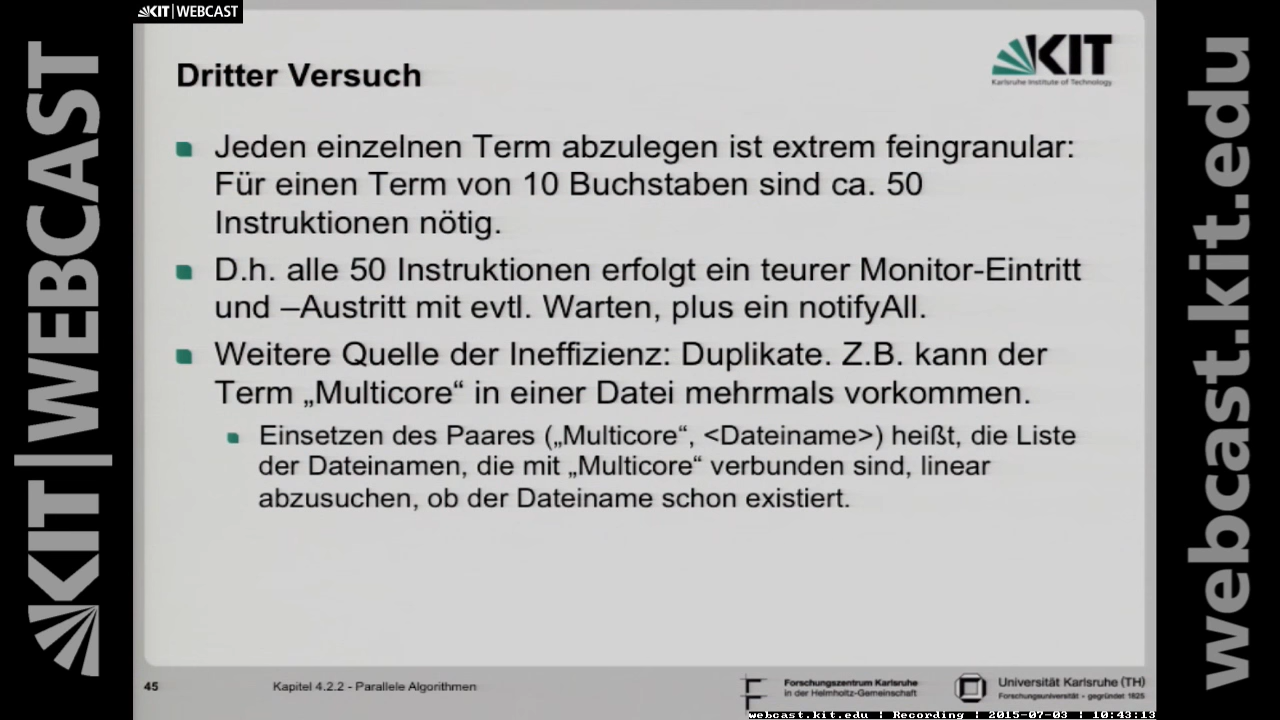 KIT|WEBCAST
KIT|WEBCAST
webcast.kit.edu
KIT
Karlsruhe Institute of Technology
Dritter Versuch
Jeden einzelnen Term abzulegen ist extrem feingranular:
Für einen Term von 10 Buchstaben sind ca. 50
Instruktionen nötig.
D.h. alle 50 Instruktionen erfolgt ein teurer Monitor-Eintritt
und –Austritt mit evtl. Warten, plus ein notifyAll.
Weitere Quelle der Ineffizienz: Duplikate. Z.B. kann der
Term „Multicore“ in einer Datei mehrmals vorkommen.
Einsetzen des Paares („Multicore“, <Dateiname>) heißt, die Liste
der Dateinamen, die mit „Multicore“ verbunden sind, linear
abzusuchen, ob der Dateiname schon existiert.
45
Kapitel 4.2.2 - Parallele Algorithmen
Forschungszentrum Karlsruhe
in der Helmholtz-Gemeinschaft
Universität Karlsruhe (TH)
Forschungsuniversität - gegründet 1825
webcast.kit.edu | Recording | 2015-07-03 | 10:43:13